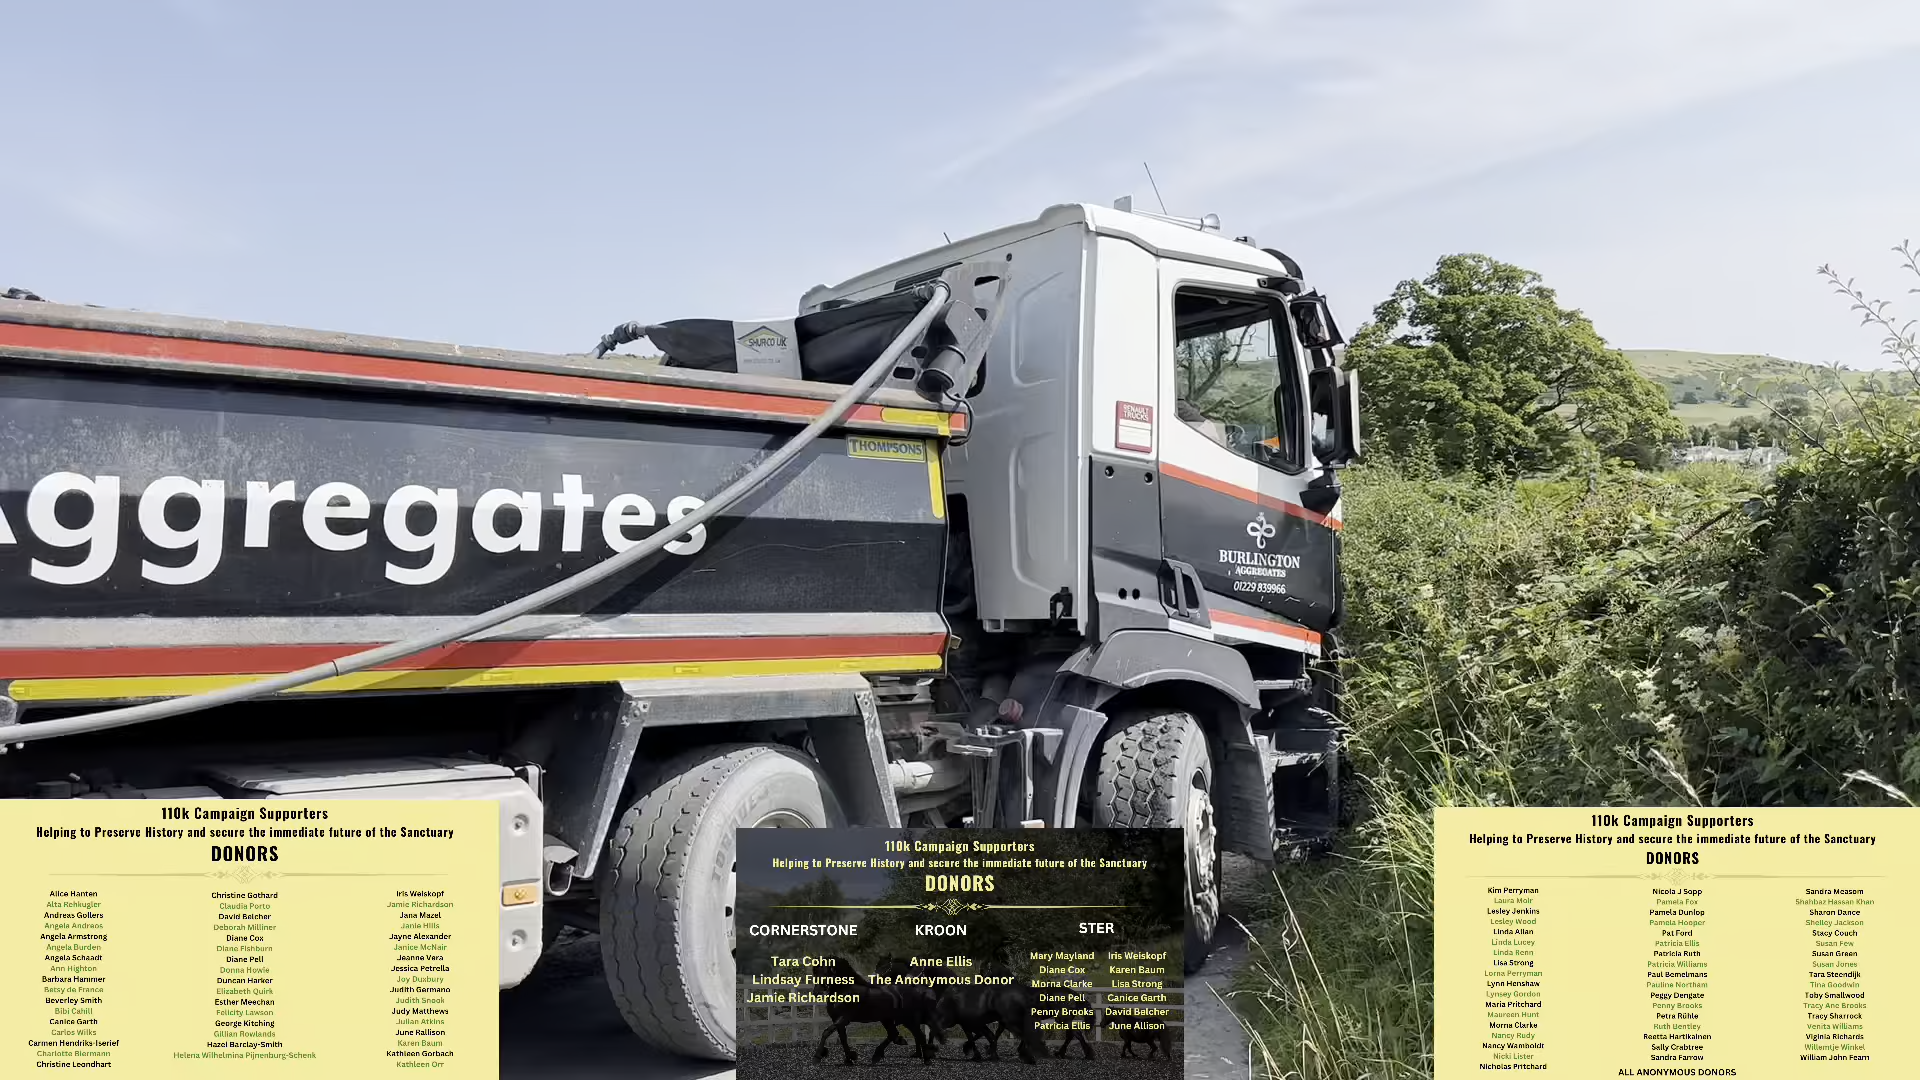 SHURCO UK
THOMPSONS
Aggregates
RENAULT
TRUCKS
BURLINGTON
AGGREGATES
01229 839966
110k Campaign Supporters
Helping to Preserve History and secure the immediate future of the Sanctuary
DONORS
Alice Hanten
Alta Rehkugler
Andreas Gollers
Angela Andreos
Angela Armstrong
Angela Burden
Angela Schaadt
Ann Highton
Barbara Hammer
Betsy de France
Beverley Smith
Bibi Cahill
Canice Garth
Carlos Wilks
Carmen Hendriks-Iserief
Charlotte Biermann
Christine Leondhart
Christine Gothard
Claudia Porto
David Belcher
Deborah Milliner
Diane Cox
Diane Fishburn
Diane Pell
Donna Howie
Duncan Harker
Elizabeth Quirk
Esther Meechan
Felicity Lawson
George Kitching
Gillian Rowlands
Hazel Barclay-Smith
Helena Wilhelmina Pijnenburg-Schenk
Iris Weiskopf
Jamie Richardson
Jana Mazel
Janie Hills
Jayne Alexander
Janice McNair
Jeanne Vera
Jessica Petrella
Joy Duxbury
Judith Germano
Judith Snook
Judy Matthews
Julian Atkins
June Rallison
Karen Baum
Kathleen Gorbach
Kathleen Orr
110k Campaign Supporters
Helping to Preserve History and secure the immediate future of the Sanctuary
DONORS
CORNERSTONE
Tara Cohn
Lindsay Furness
Jamie Richardson
KROON
Anne Ellis
The Anonymous Donor
STER
Mary Mayland
Diane Cox
Morna Clarke
Diane Pell
Penny Brooks
Patricia Ellis
Iris Weiskopf
Karen Baum
Lisa Strong
Canice Garth
David Belcher
June Allison
110k Campaign Supporters
Helping to Preserve History and secure the immediate future of the Sanctuary
DONORS
Kim Perryman
Laura Moir
Lesley Jenkins
Lesley Wood
Linda Allan
Linda Lucey
Linda Renn
Lisa Strong
Lorna Perryman
Lynn Henshaw
Lynsey Gordon
Maria Pritchard
Maureen Hunt
Morna Clarke
Nancy Rudy
Nancy Wamboldt
Nicki Lister
Nicholas Pritchard
Nicola J Sopp
Pamela Fox
Pamela Dunlop
Pamela Hooper
Pat Ford
Patricia Ellis
Patricia Ruth
Patricia Williams
Paul Bemelmans
Pauline Northam
Peggy Dengate
Penny Brooks
Petra Rühle
Ruth Bentley
Reetta Hartikainen
Sally Crabtree
Sandra Farrow
Sandra Measom
Shahbaz Hassan Khan
Sharon Dance
Shelley Jackson
Stacy Couch
Susan Few
Susan Green
Susan Jones
Tara Steendijk
Tina Goodwin
Toby Smallwood
Tracy Ane Brooks
Tracy Sharrock
Venita Williams
Viginia Richards
Willemtje Winkel
William John Fearn
ALL ANONYMOUS DONORS